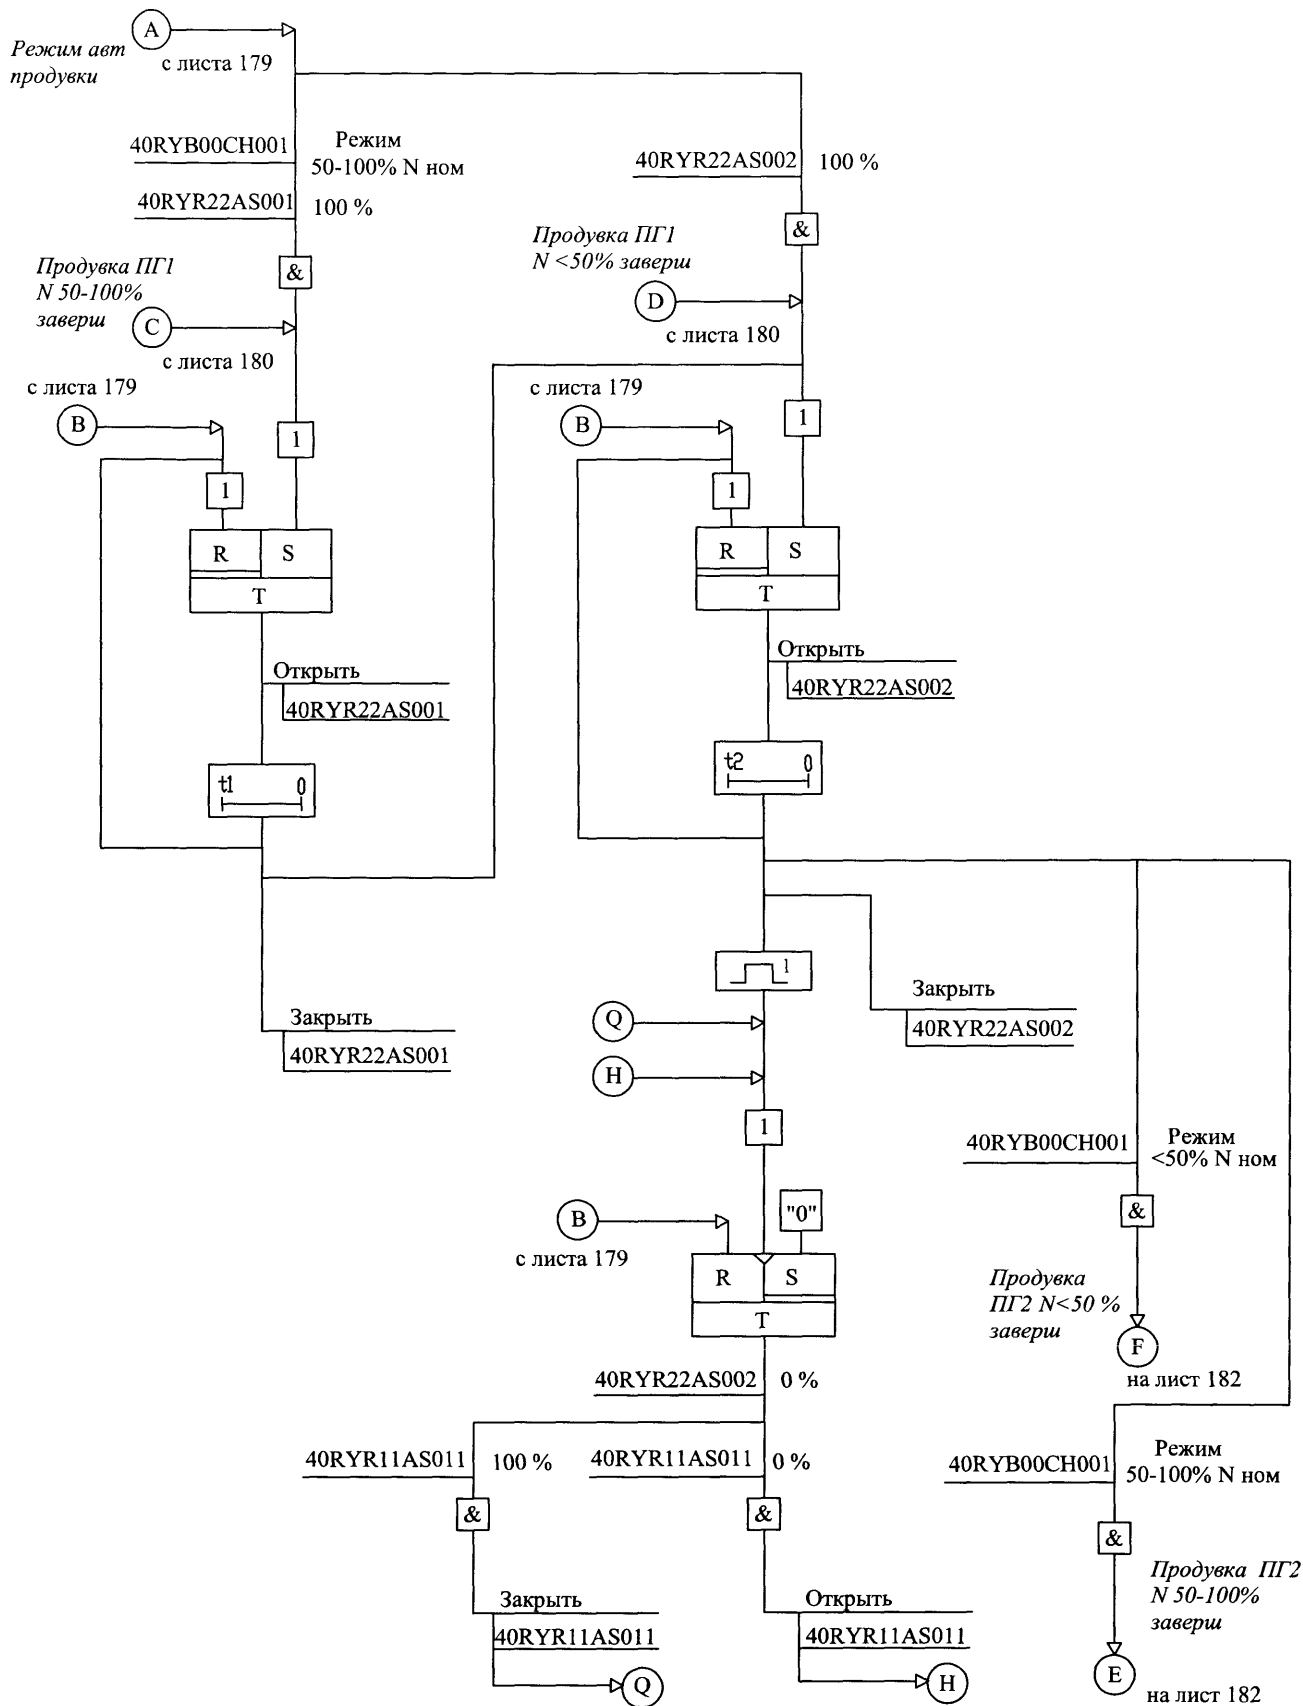 A
Режим авт
продувки
с листа 179
40RYB00CH001
Режим
50-100% N ном
40RYR22AS001
100 %
&
Продувка ПГ1
N 50-100%
заверш
C
с листа 180
с листа 179
B
1
1
R
S
T
Открыть
40RYR22AS001
t1
0
Закрыть
40RYR22AS001
40RYR22AS002
100 %
&
Продувка ПГ1
N <50% заверш
D
с листа 180
с листа 179
B
1
1
R
S
T
Открыть
40RYR22AS002
t2
0
1
Закрыть
40RYR22AS002
Q
H
1
B
с листа 179
"0"
R
S
T
40RYR22AS002
0 %
40RYR11AS011
100 %
40RYR11AS011
0 %
&
&
Закрыть
40RYR11AS011
Q
Открыть
40RYR11AS011
H
40RYB00CH001
Режим
<50% N ном
&
Продувка
ПГ2 N<50 %
заверш
F
на лист 182
40RYB00CH001
Режим
50-100% N ном
&
Продувка ПГ2
N 50-100%
заверш
E
на лист 182